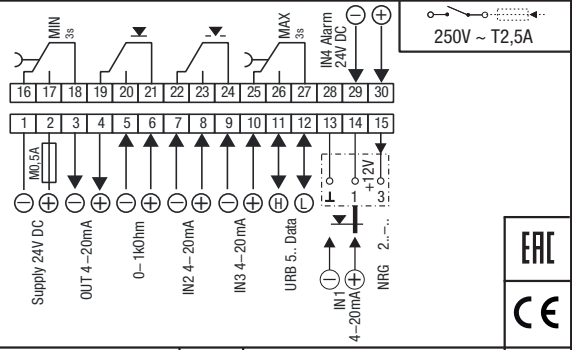 MIN
3s
MAX
3s
IN4 Alarm
24V DC
− +
250V ~ T2,5A
16 17 18 19 20 21 22 23 24 25 26 27 28 29 30
1 2 3 4 5 6 7 8 9 10 11 12 13 14 15
M0,5A
+12V
⊥ 1 3
− + − + − + − + − + H L
Supply 24V DC
OUT 4–20mA
0–1kOhm
IN2 4–20mA
IN3 4–20mA
URB 5.. Data
− +
IN1
4–20mA
NRG 2..–..
EAC
CE